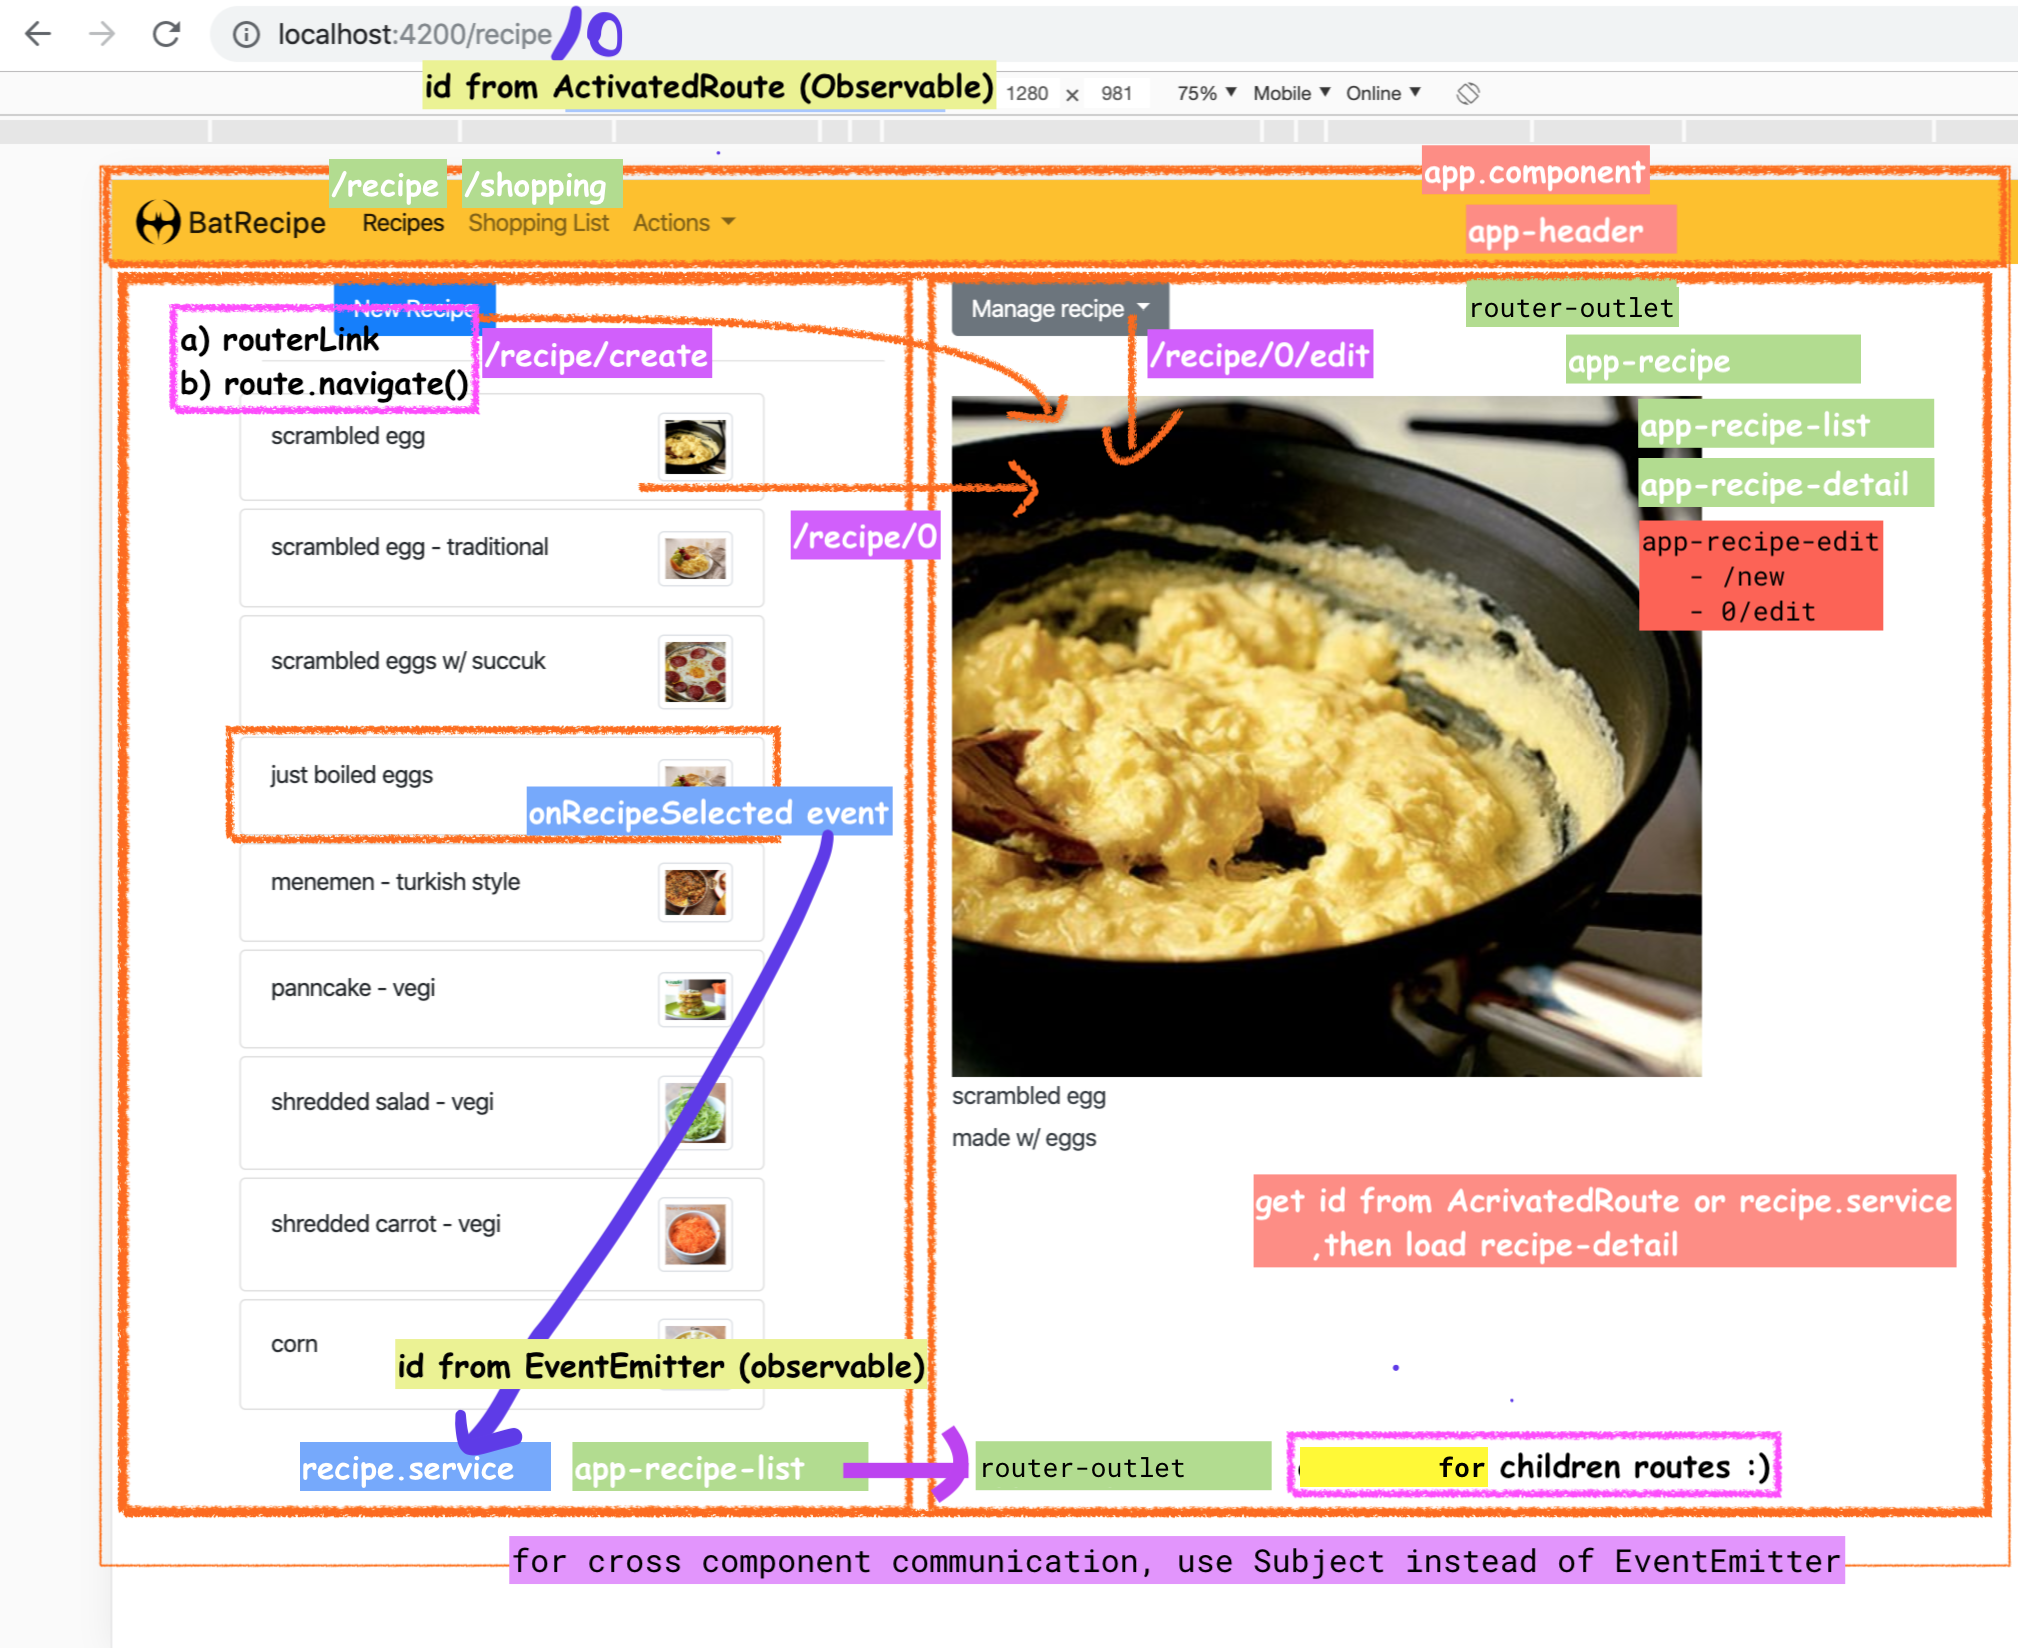 localhost:4200/recipe/0
id from ActivatedRoute (Observable)
1280 × 981 75% Mobile Online
/recipe /shopping
app.component
BatRecipe Recipes Shopping List Actions
app-header
New Recipe
a) routerLink
b) route.navigate()
/recipe/create
Manage recipe
/recipe/0/edit
router-outlet
app-recipe
app-recipe-list
app-recipe-detail
app-recipe-edit
- /new
- 0/edit
scrambled egg
/recipe/0
scrambled egg - traditional
scrambled eggs w/ succuk
just boiled eggs
onRecipeSelected event
menemen - turkish style
panncake - vegi
shredded salad - vegi
shredded carrot - vegi
corn
id from EventEmitter (observable)
recipe.service
app-recipe-list
scrambled egg
made w/ eggs
get id from AcrivatedRoute or recipe.service
,then load recipe-detail
router-outlet
for children routes :)
for cross component communication, use Subject instead of EventEmitter